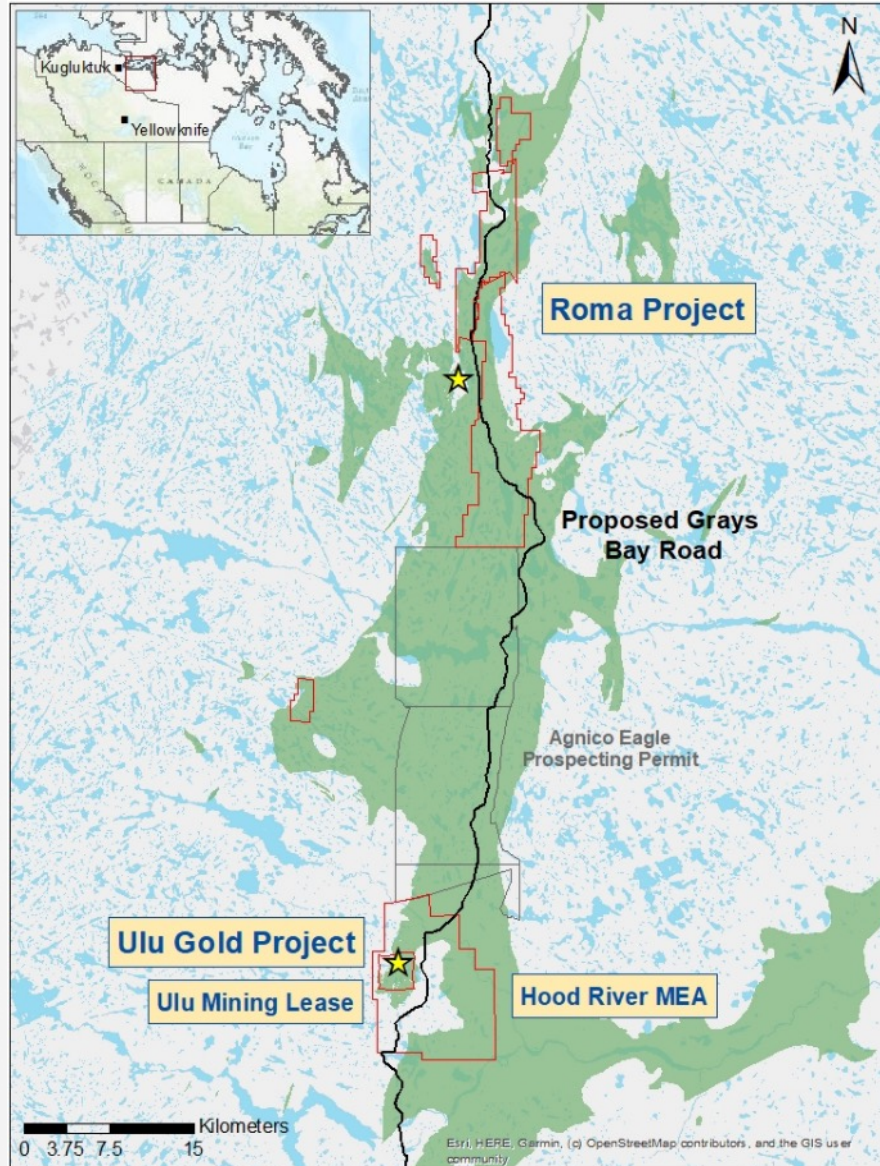 Kugluktuk
Yellowknife
CANADA
N
Roma Project
Proposed Grays
Bay Road
Agnico Eagle
Prospecting Permit
Ulu Gold Project
Ulu Mining Lease
Hood River MEA
Kilometers
0 3.75 7.5 15
Esri, HERE, Garmin, (c) OpenStreetMap contributors, and the GIS user
community